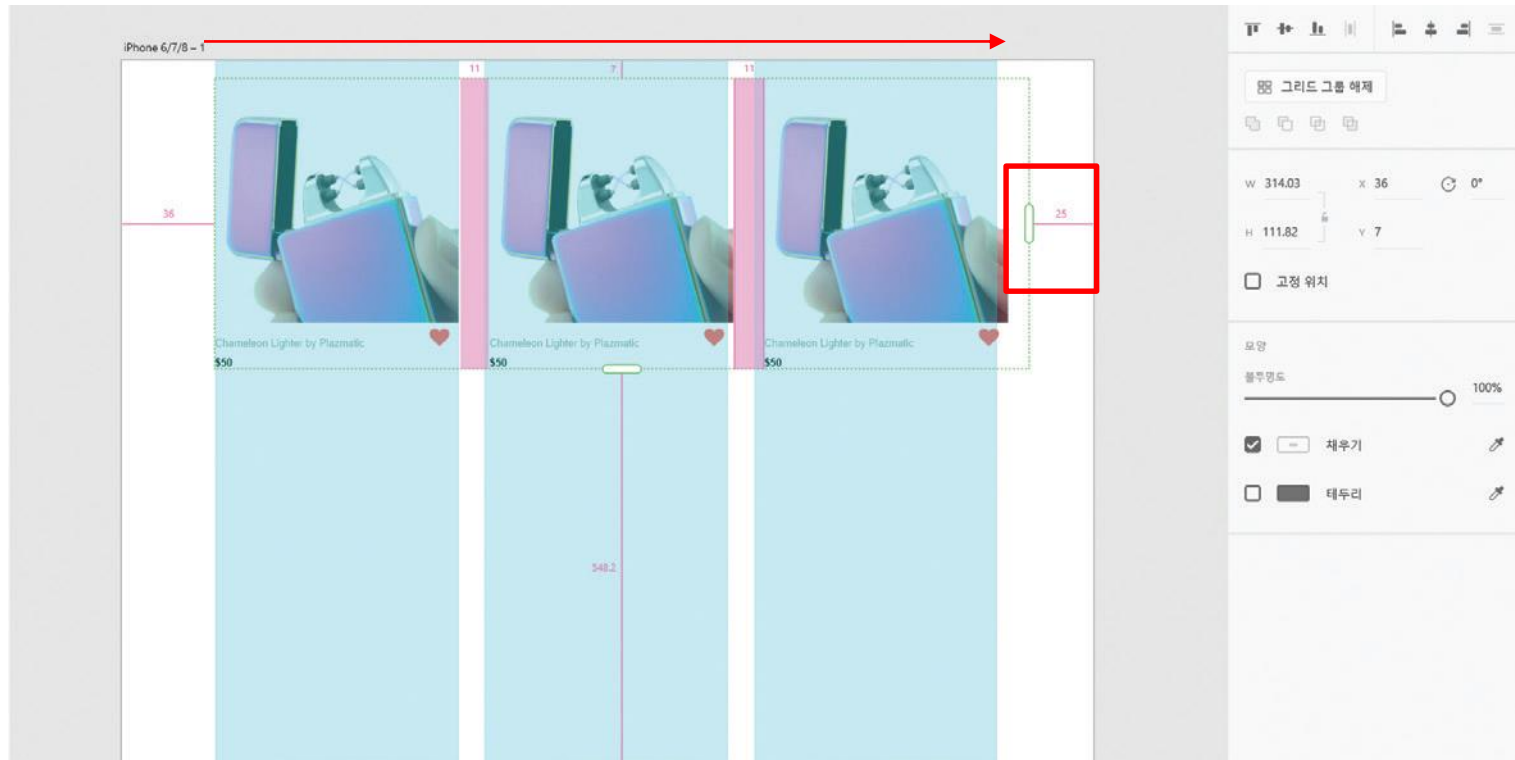 iPhone 6/7/8 – 1
11
7
11
36
25
Chameleon Lighter by Plazmatic
Chameleon Lighter by Plazmatic
Chameleon Lighter by Plazmatic
$50
$50
$50
548.2
그리드 그룹 해제
W 314.03
X 36
0°
H 111.82
Y 7
고정 위치
모양
불투명도
100%
채우기
테두리